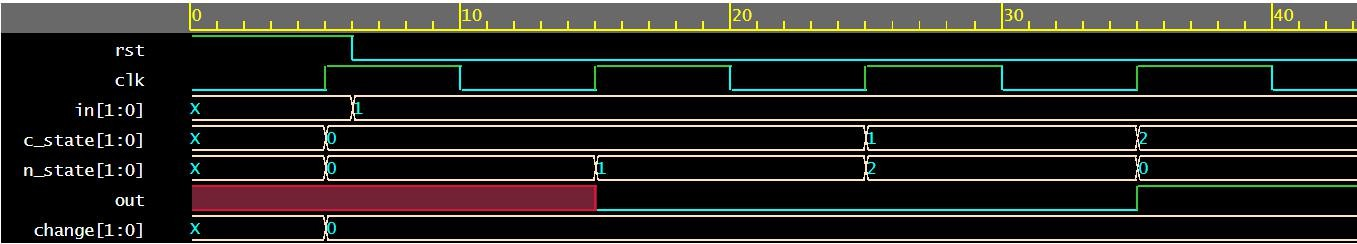 0 10 20 30 40
rst
clk
in[1:0] X 1
c_state[1:0] X 0 1 2
n_state[1:0] X 0 1 2 0
out
change[1:0] X 0